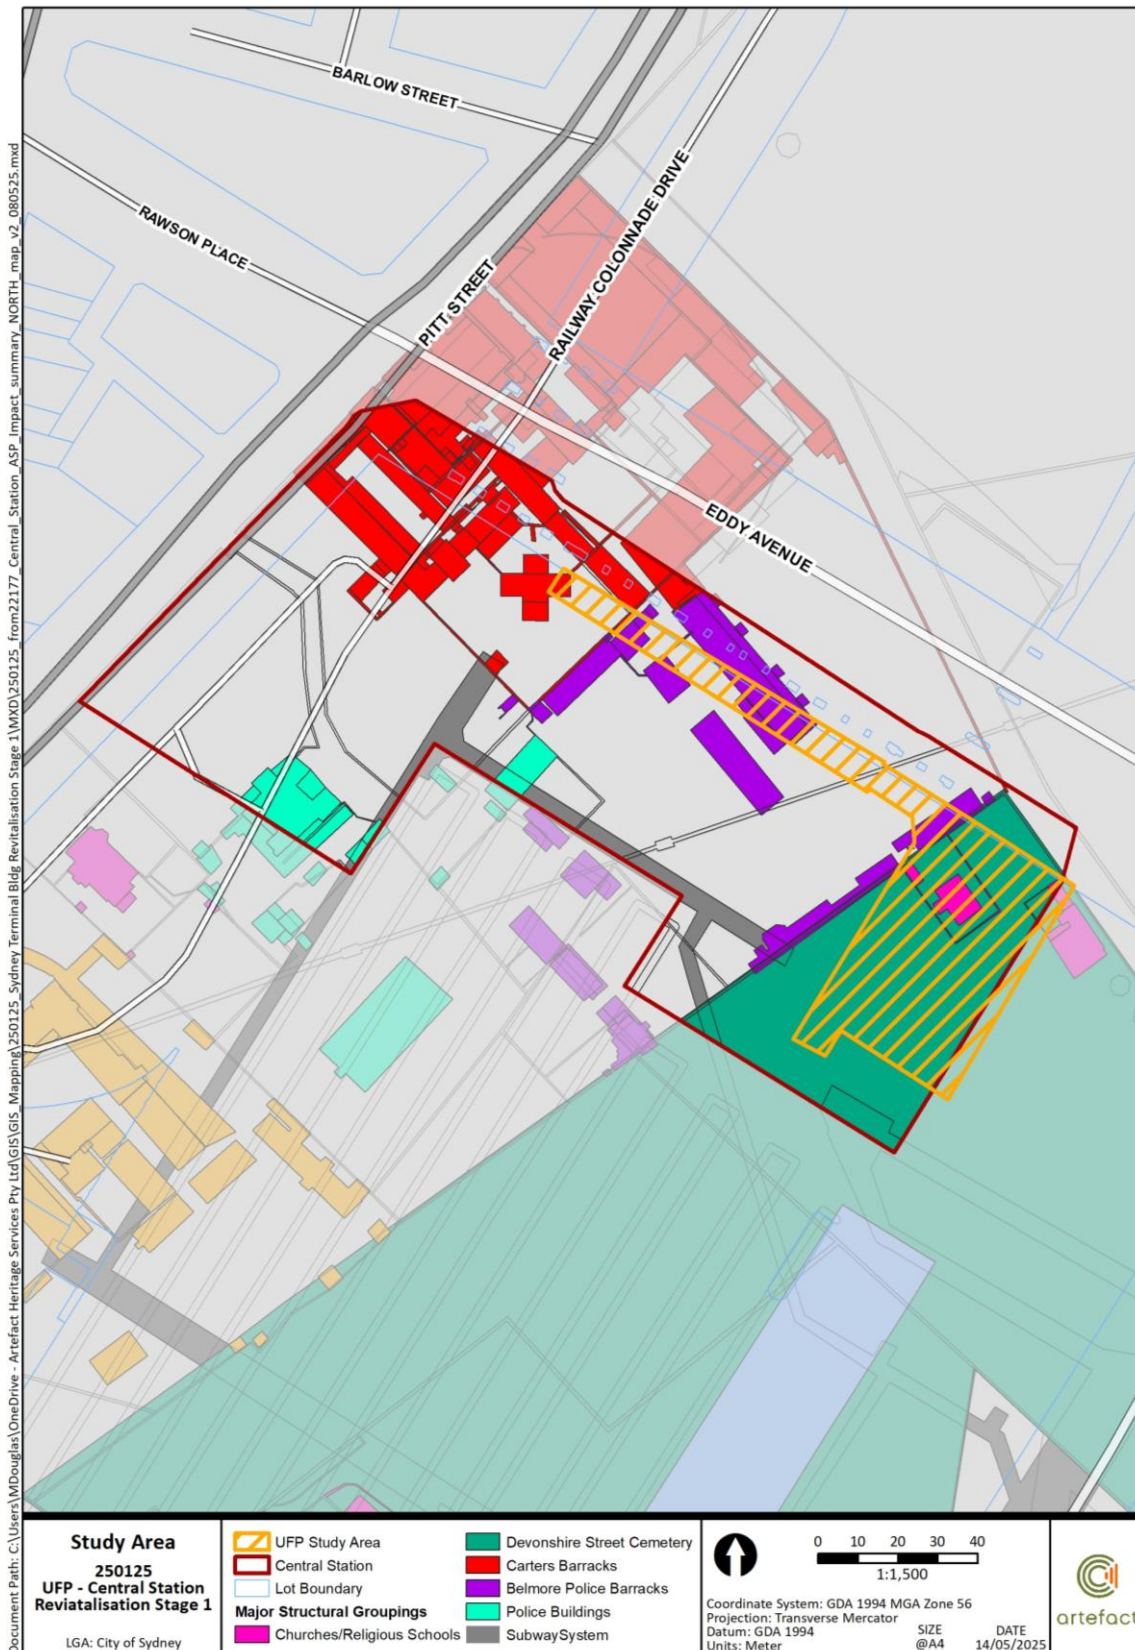 BARLOW STREET
RAWSON PLACE
PITT STREET
RAILWAY COLONNADE DRIVE
EDDY AVENUE
Document Path: C:\Users\MDouglas\OneDrive - Artefact Heritage Services Pty Ltd\GIS\GIS_Mapping\250125_Sydney Terminal Bldg Revitalisation Stage 1\MXD\250125_from22177_Central_Station_ASP_Impact_summary_NORTH_map_v2_080525.mxd
Study Area
250125
UFP - Central Station
Reviatalisation Stage 1
LGA: City of Sydney
UFP Study Area
Central Station
Lot Boundary
Major Structural Groupings
Churches/Religious Schools
Devonshire Street Cemetery
Carters Barracks
Belmore Police Barracks
Police Buildings
SubwaySystem
0 10 20 30 40
1:1,500
Coordinate System: GDA 1994 MGA Zone 56
Projection: Transverse Mercator
Datum: GDA 1994
Units: Meter
SIZE
@A4
DATE
14/05/2025
artefact